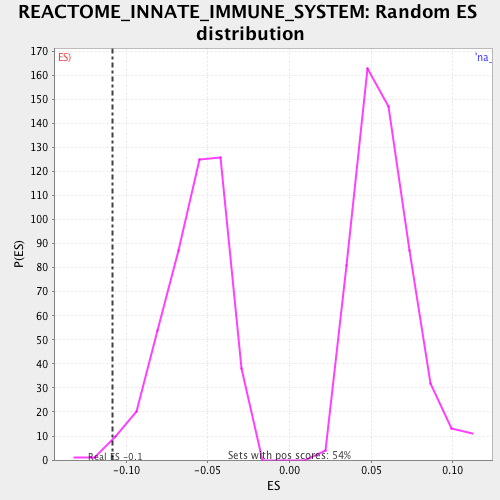 REACTOME_INNATE_IMMUNE_SYSTEM: Random ES
distribution
ES)
'na_
170
160
150
140
130
120
110
100
90
80
70
60
50
40
30
20
10
0
P(ES)
Real ES -0.1
Sets with pos scores: 54%
-0.10
-0.05
0.00
0.05
0.10
ES